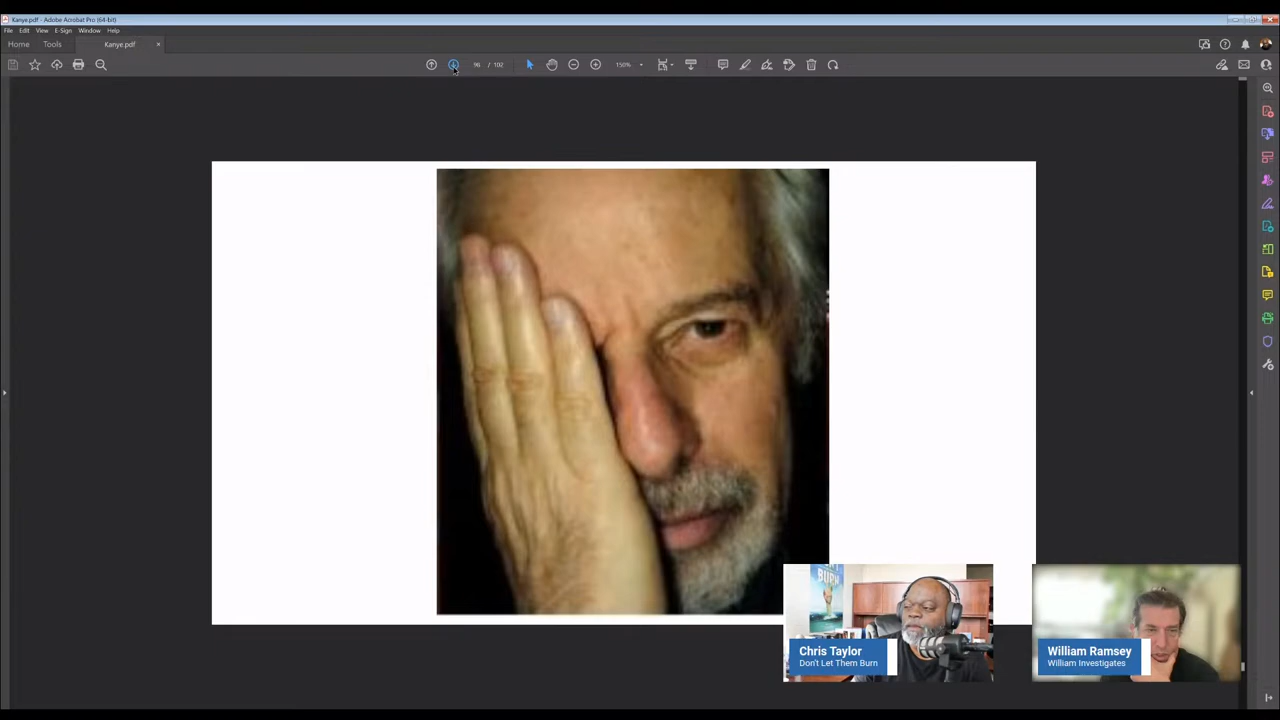 Kanye.pdf - Adobe Acrobat Pro (64-bit)
File Edit View E-Sign Window Help
Home Tools Kanye.pdf ×
96 / 102 150%
BURN
Chris Taylor
Don't Let Them Burn
William Ramsey
William Investigates